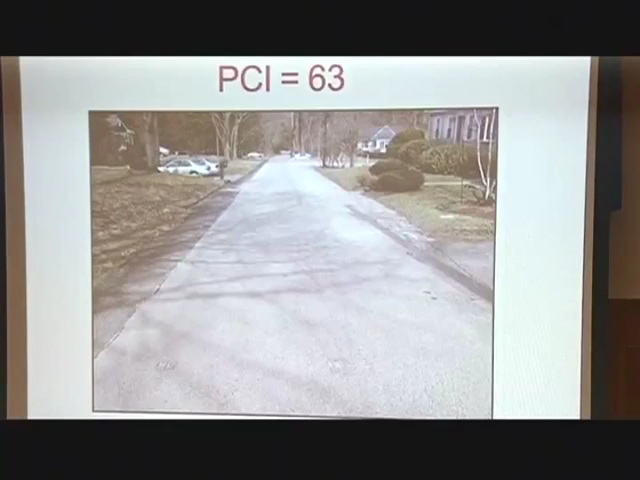 PCI = 63